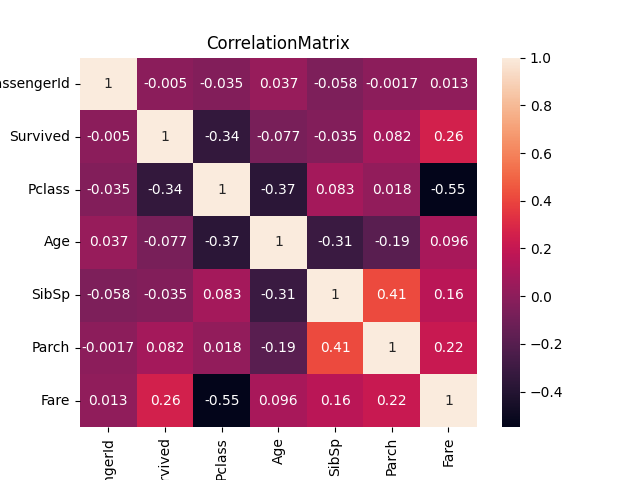 CorrelationMatrix
assengerId 1 -0.005 -0.035 0.037 -0.058 -0.0017 0.013
Survived -0.005 1 -0.34 -0.077 -0.035 0.082 0.26
Pclass -0.035 -0.34 1 -0.37 0.083 0.018 -0.55
Age 0.037 -0.077 -0.37 1 -0.31 -0.19 0.096
SibSp -0.058 -0.035 0.083 -0.31 1 0.41 0.16
Parch -0.0017 0.082 0.018 -0.19 0.41 1 0.22
Fare 0.013 0.26 -0.55 0.096 0.16 0.22 1
ngerId rvived Pclass Age SibSp Parch Fare
1.0
0.8
0.6
0.4
0.2
0.0
−0.2
−0.4